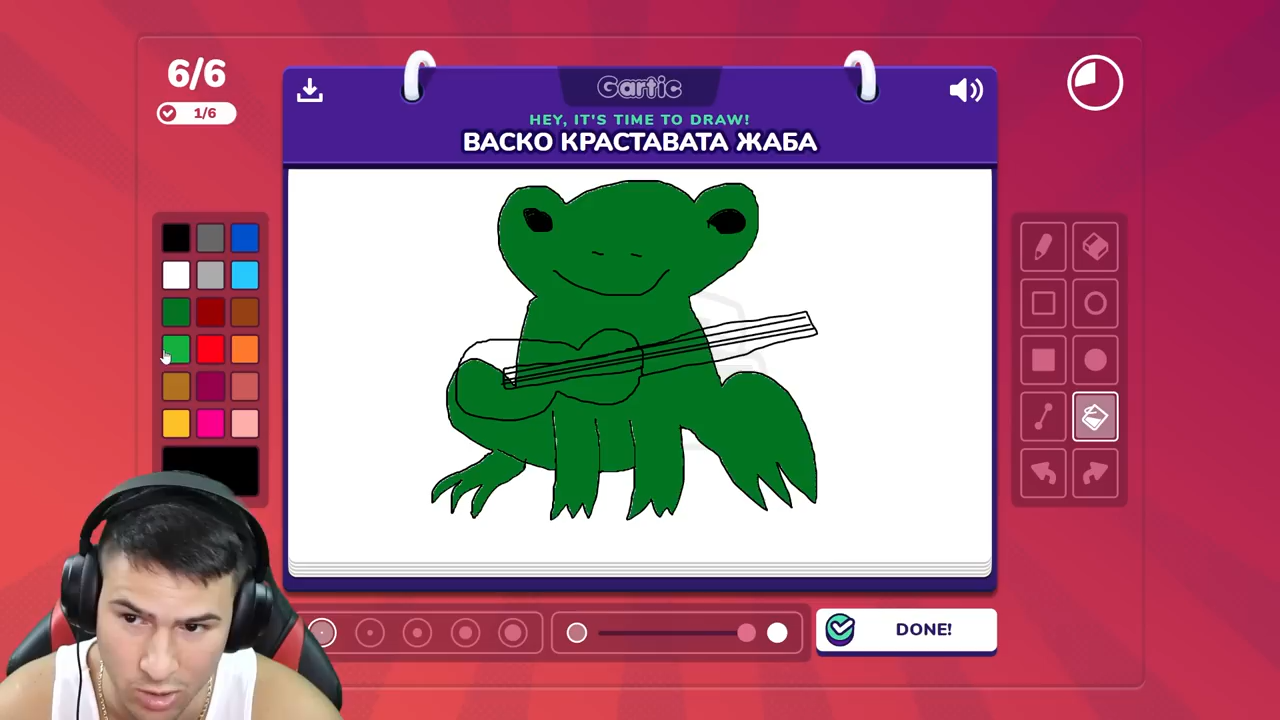 6/6
1/6
Gartic
HEY, IT'S TIME TO DRAW!
ВАСКО КРАСТАВАТА ЖАБА
DONE!